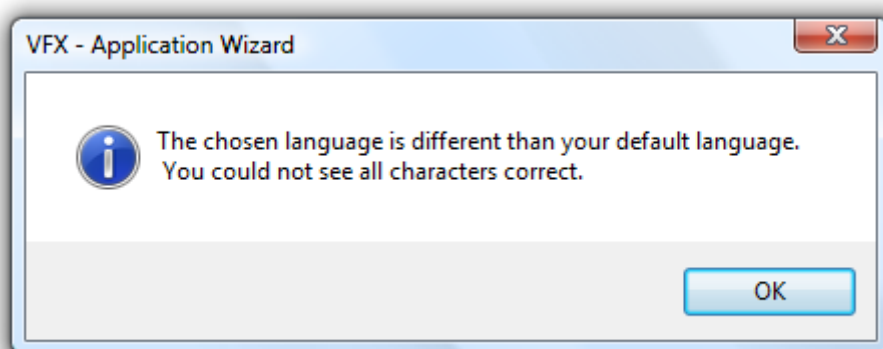 VFX - Application Wizard
The chosen language is different than your default language.
You could not see all characters correct.
OK